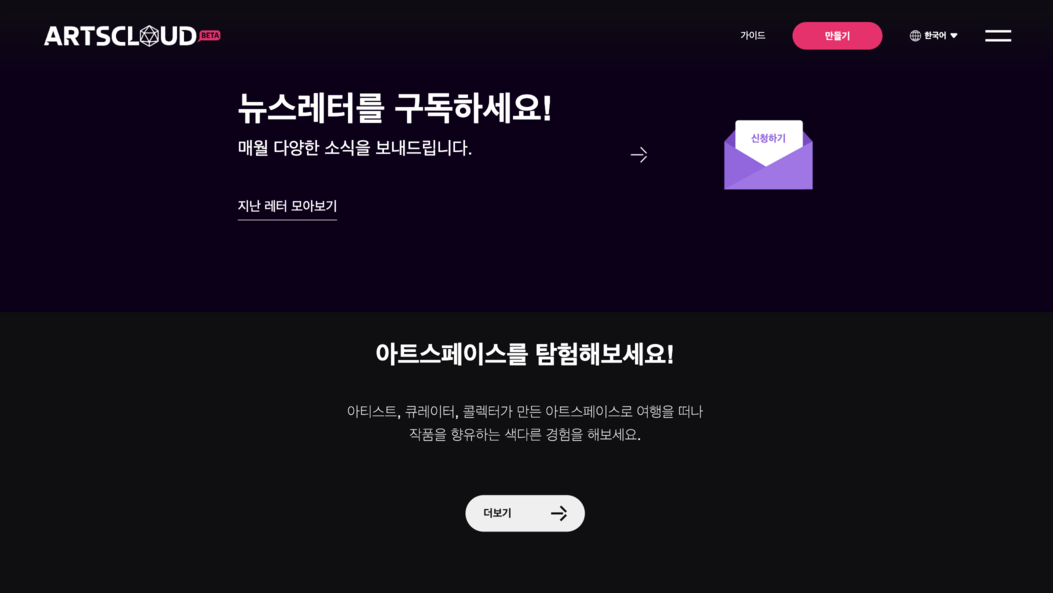 ARTSCLOUD BETA
가이드
만들기
한국어
뉴스레터를 구독하세요!
매월 다양한 소식을 보내드립니다.
신청하기
지난 레터 모아보기
아트스페이스를 탐험해보세요!
아티스트, 큐레이터, 콜렉터가 만든 아트스페이스로 여행을 떠나
작품을 향유하는 색다른 경험을 해보세요.
더보기